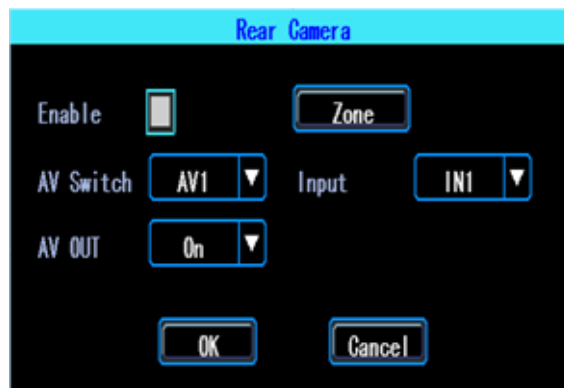 Rear Camera
Enable Zone
AV Switch AV1 Input IN1
AV OUT On
OK Cancel